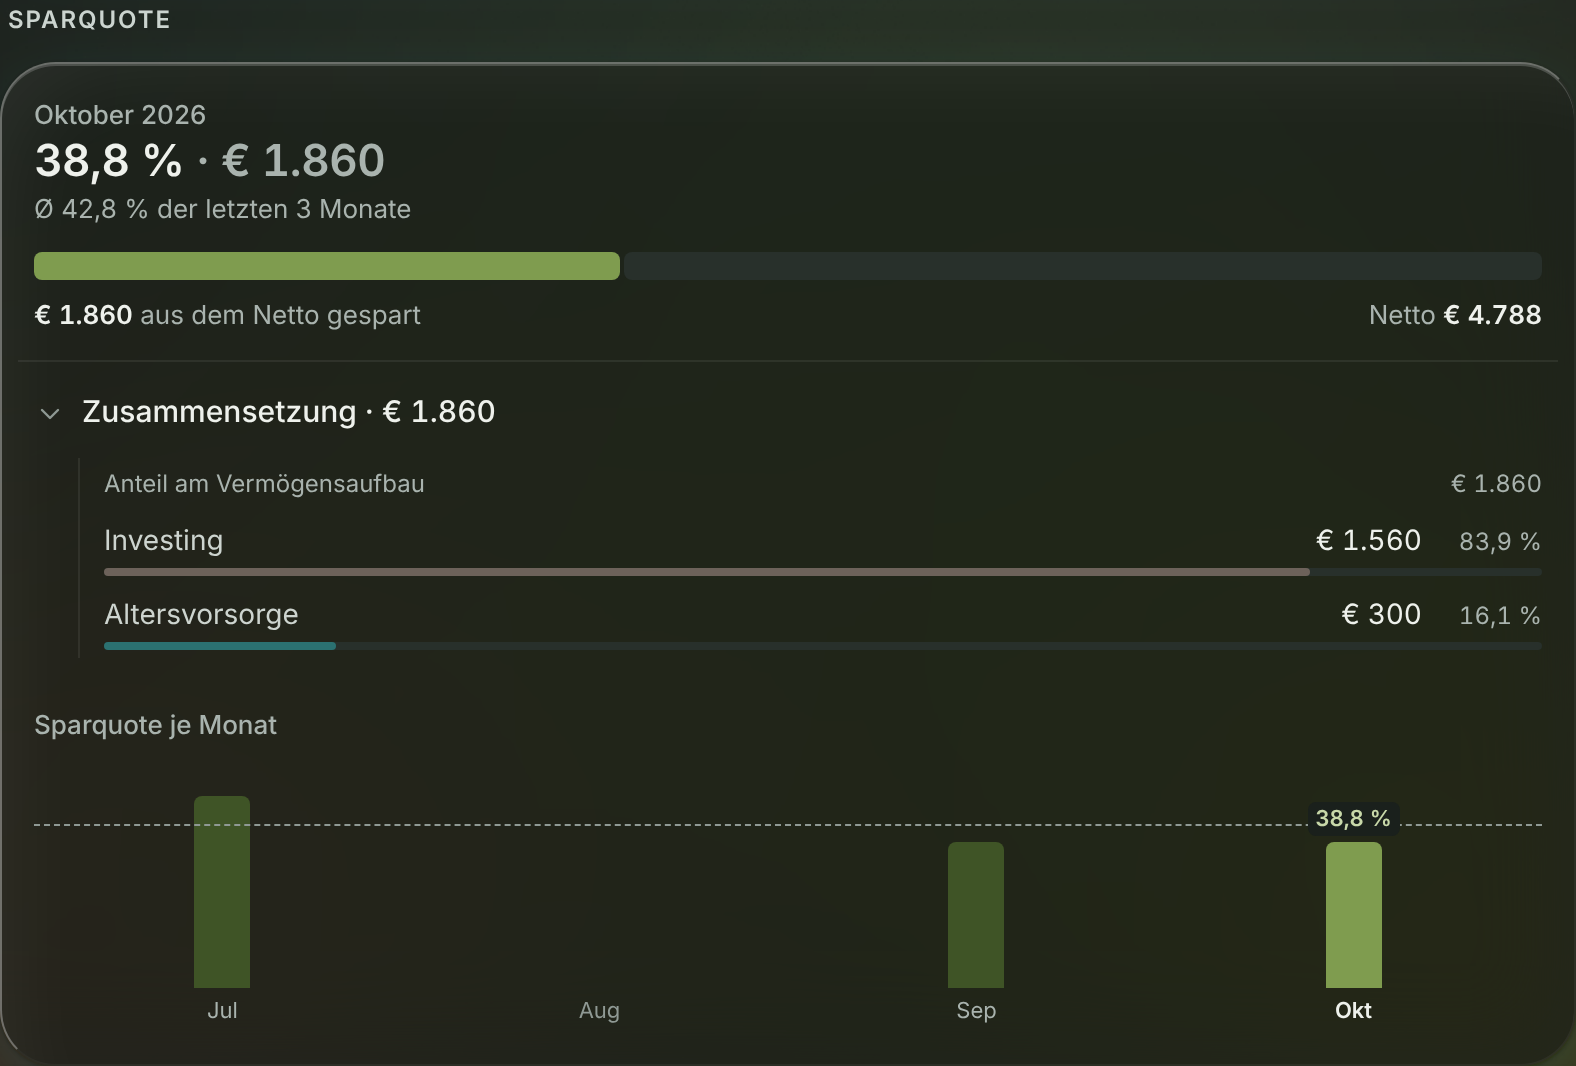 SPARQUOTE
Oktober 2026
38,8 % · € 1.860
Ø 42,8 % der letzten 3 Monate
€ 1.860 aus dem Netto gespart
Netto € 4.788
Zusammensetzung · € 1.860
Anteil am Vermögensaufbau € 1.860
Investing € 1.560 83,9 %
Altersvorsorge € 300 16,1 %
Sparquote je Monat
38,8 %
Jul Aug Sep Okt